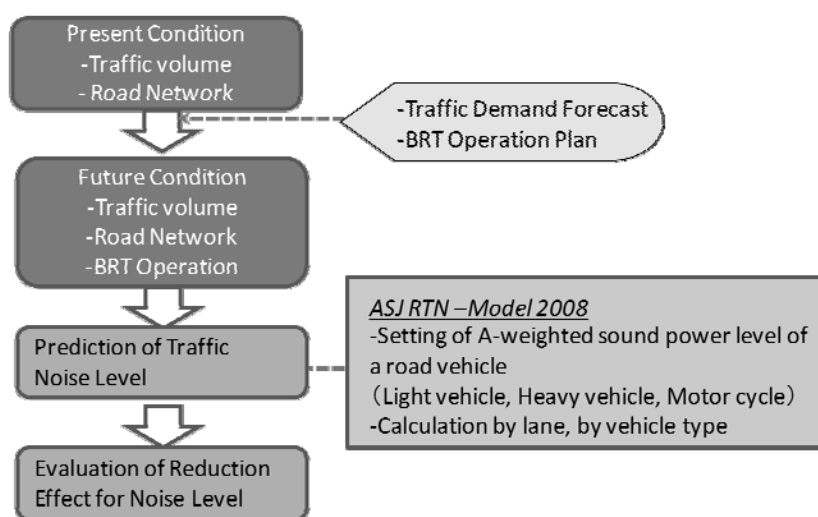 Present Condition
-Traffic volume
- Road Network
-Traffic Demand Forecast
-BRT Operation Plan
Future Condition
-Traffic volume
-Road Network
-BRT Operation
Prediction of Traffic
Noise Level
ASJ RTN –Model 2008
-Setting of A-weighted sound power level of
a road vehicle
（Light vehicle, Heavy vehicle, Motor cycle）
-Calculation by lane, by vehicle type
Evaluation of Reduction
Effect for Noise Level